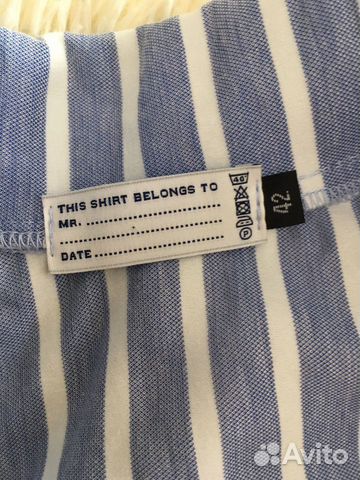 THIS SHIRT BELONGS TO
MR. ..............................
..............................
DATE ..............................
40
P
42
Avito